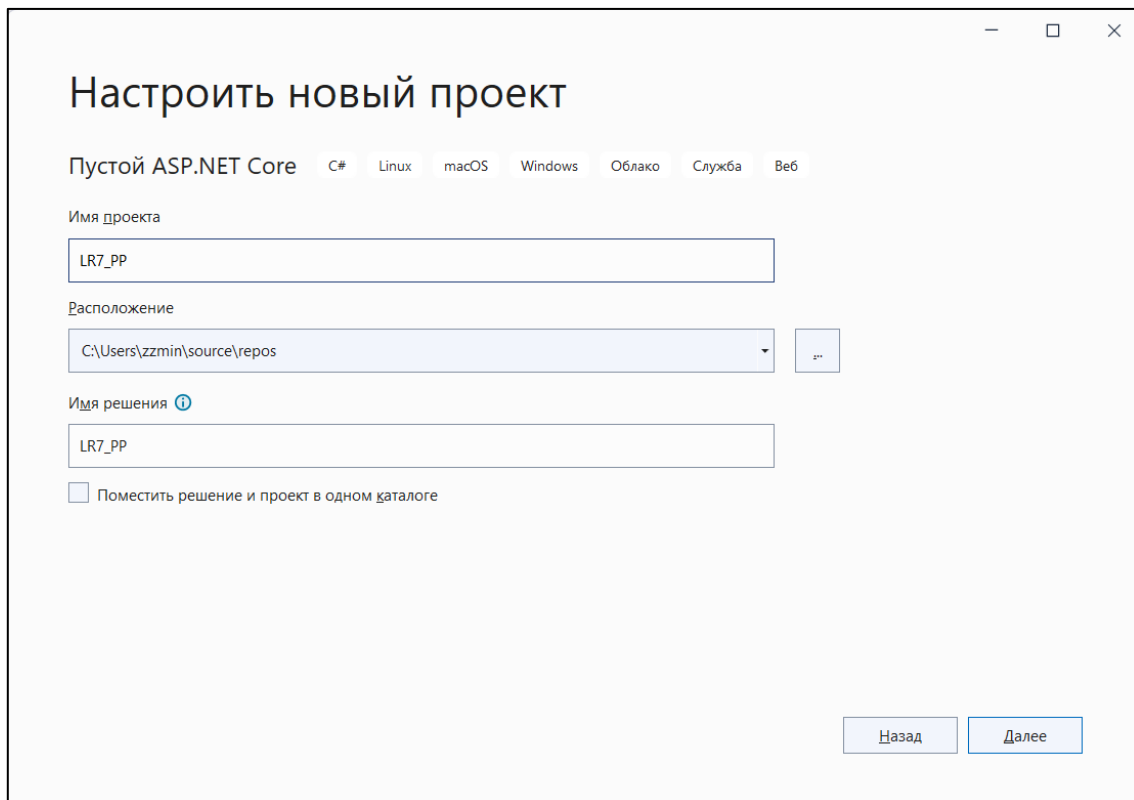 Настроить новый проект
Пустой ASP.NET Core C# Linux macOS Windows Облако Служба Веб
Имя проекта
LR7_PP
Расположение
C:\Users\zzmin\source\repos
...
Имя решения
LR7_PP
Поместить решение и проект в одном каталоге
Назад Далее